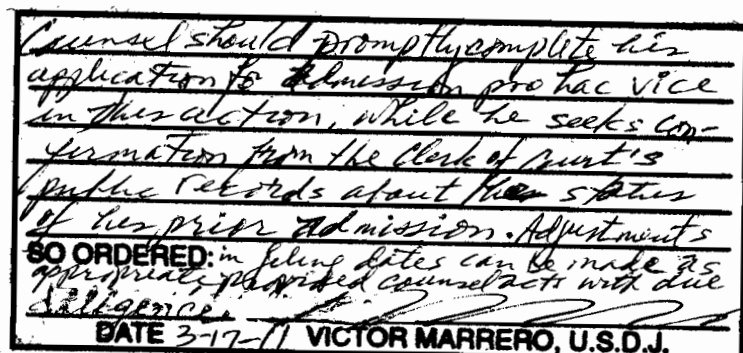 Counsel should promptly complete his
application for admission pro hac vice
in this action, while he seeks con-
firmation from the Clerk of Court's
public records about the status
of his prior admission. Adjustments
SO ORDERED: in filing dates can be made as
appropriate, provided counsel acts with due
diligence.
DATE 3-17-11 VICTOR MARRERO, U.S.D.J.